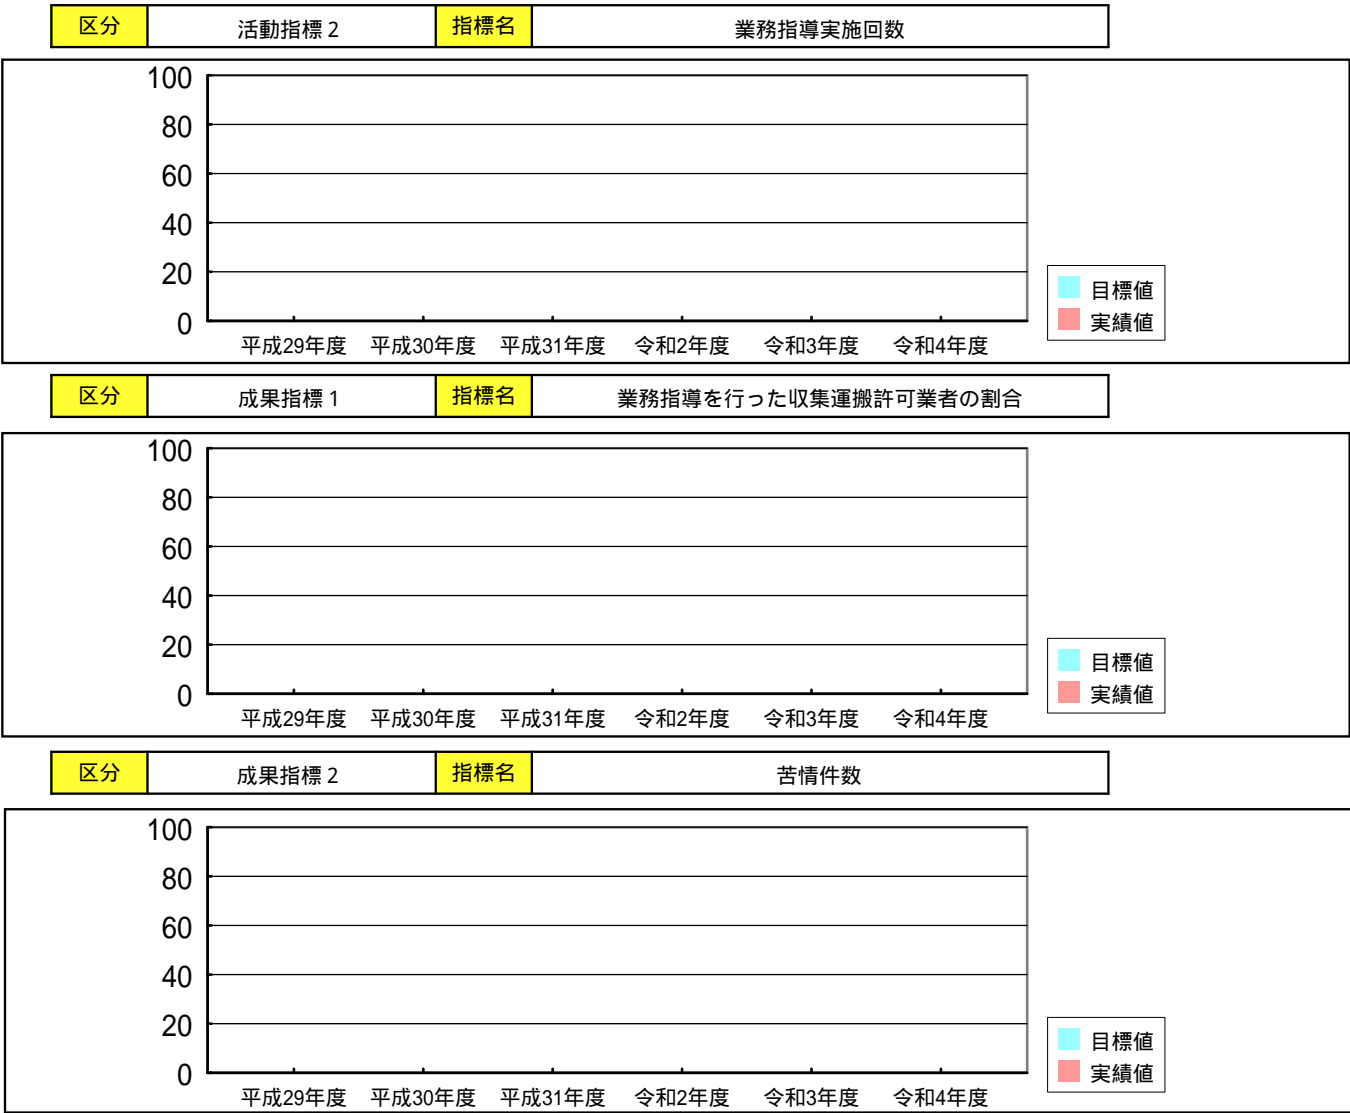 区分 活動指標２ 指標名 業務指導実施回数
100
80
60
40
20
0
平成29年度 平成30年度 平成31年度 令和2年度 令和3年度 令和4年度
目標値
実績値
区分 成果指標１ 指標名 業務指導を行った収集運搬許可業者の割合
100
80
60
40
20
0
平成29年度 平成30年度 平成31年度 令和2年度 令和3年度 令和4年度
目標値
実績値
区分 成果指標２ 指標名 苦情件数
100
80
60
40
20
0
平成29年度 平成30年度 平成31年度 令和2年度 令和3年度 令和4年度
目標値
実績値